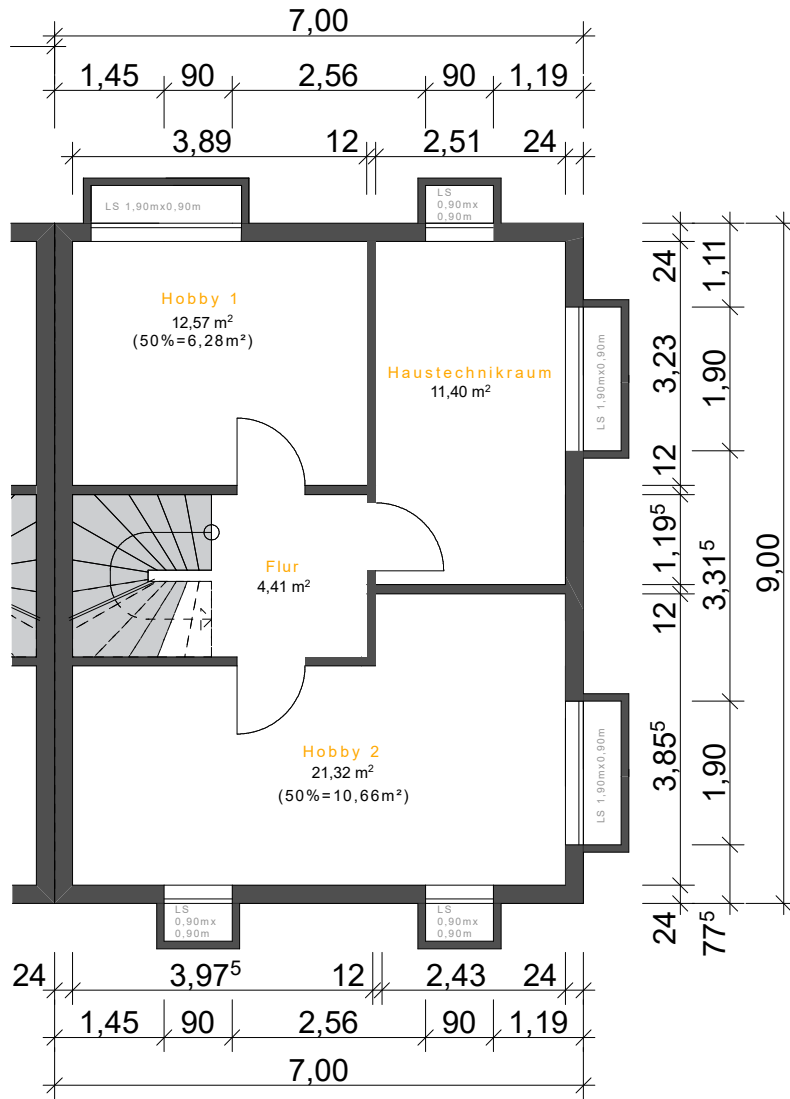 7,00
1,45 90 2,56 90 1,19
3,89 12 2,51 24
LS 1,90mx0,90m
LS
0,90mx
0,90m
Hobby 1
12,57 m²
(50%=6,28m²)
Haustechnikraum
11,40 m²
LS 1,90mx0,90m
Flur
4,41 m²
Hobby 2
21,32 m²
(50%=10,66m²)
LS 1,90mx0,90m
LS
0,90mx
0,90m
LS
0,90mx
0,90m
24
3,23
12
1,19⁵
12
3,85⁵
24
1,11
1,90
3,31⁵
1,90
77⁵
9,00
24 3,97⁵ 12 2,43 24
1,45 90 2,56 90 1,19
7,00